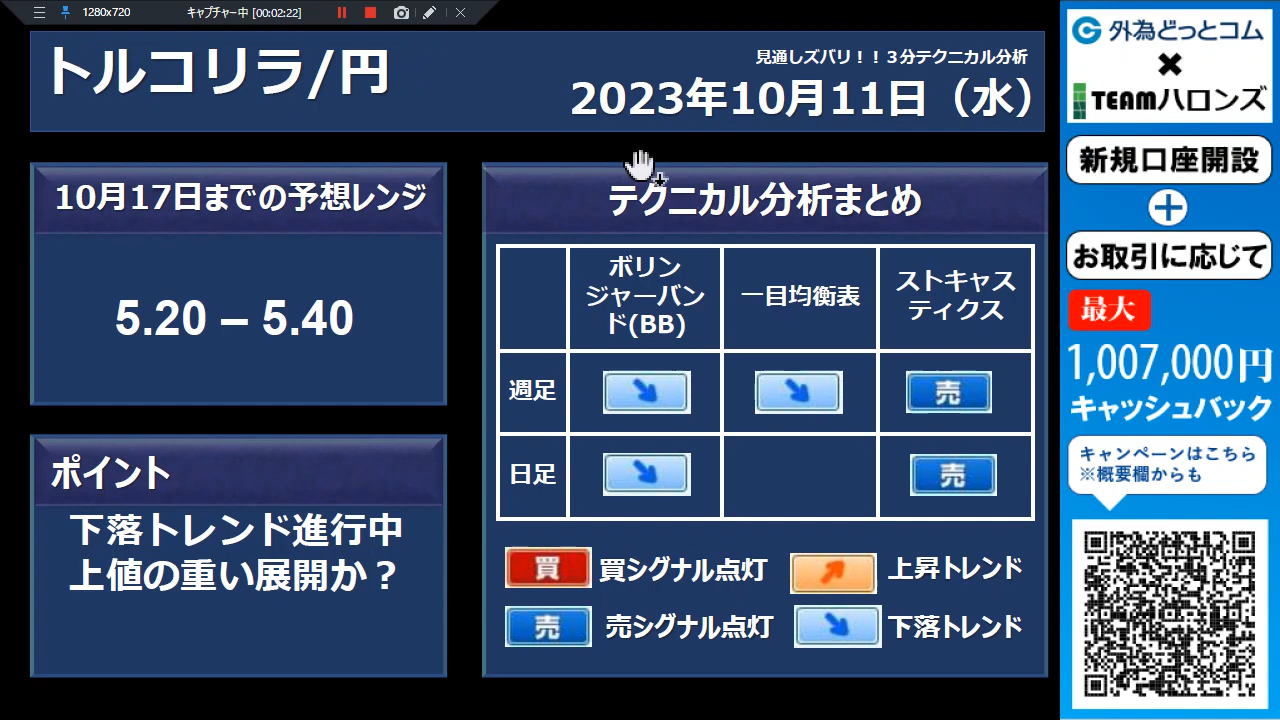 1280x720
キャプチャー中 [00:02:22]
トルコリラ/円
見通しズバリ！！３分テクニカル分析
2023年10月11日（水）
10月17日までの予想レンジ
5.20 – 5.40
ポイント
下落トレンド進行中
上値の重い展開か？
テクニカル分析まとめ
ボリン
ジャーバン
ド(BB)
一目均衡表
ストキャス
ティクス
週足
売
日足
売
買 買シグナル点灯
上昇トレンド
売 売シグナル点灯
下落トレンド
外為どっとコム
×
TEAMハロンズ
新規口座開設
+
お取引に応じて
最大
1,007,000円
キャッシュバック
キャンペーンはこちら
※概要欄からも